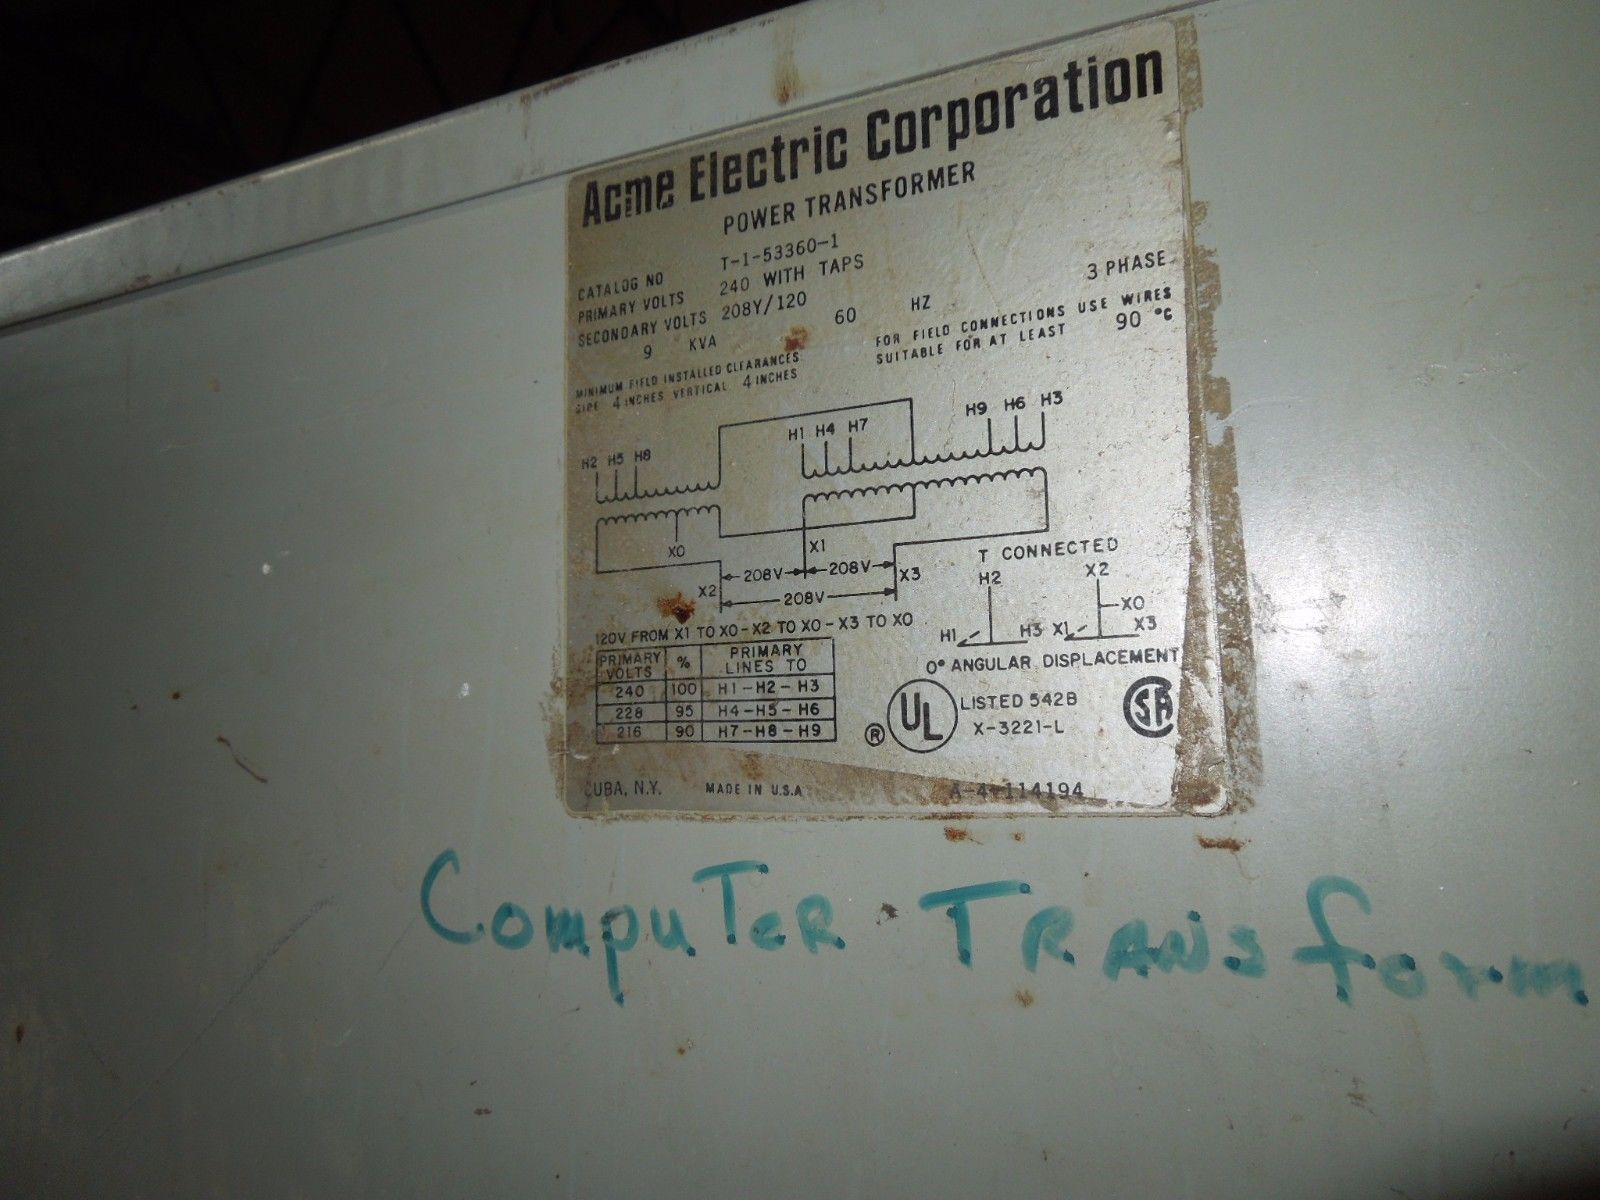 Acme Electric Corporation
POWER TRANSFORMER
CATALOG NO T-1-53360-1
PRIMARY VOLTS 240 WITH TAPS
SECONDARY VOLTS 208Y/120
9 KVA 60 HZ 3 PHASE
MINIMUM FIELD INSTALLED CLEARANCES
SIDE 4 INCHES VERTICAL 4 INCHES
FOR FIELD CONNECTIONS USE WIRES
SUITABLE FOR AT LEAST 90 °C
H2 H5 H8
H1 H4 H7
H9 H6 H3
X0
X1
X2
208V
208V
X3
208V
T CONNECTED
H2
X2
X0
H1 H3 X1 X3
120V FROM X1 TO X0 - X2 TO X0 - X3 TO X0
0° ANGULAR DISPLACEMENT
PRIMARY VOLTS % PRIMARY LINES TO
240 100 H1-H2-H3
228 95 H4-H5-H6
216 90 H7-H8-H9
® UL LISTED 542B
X-3221-L
SA
CUBA, N.Y. MADE IN U.S.A A-4-114194
Computer Transform